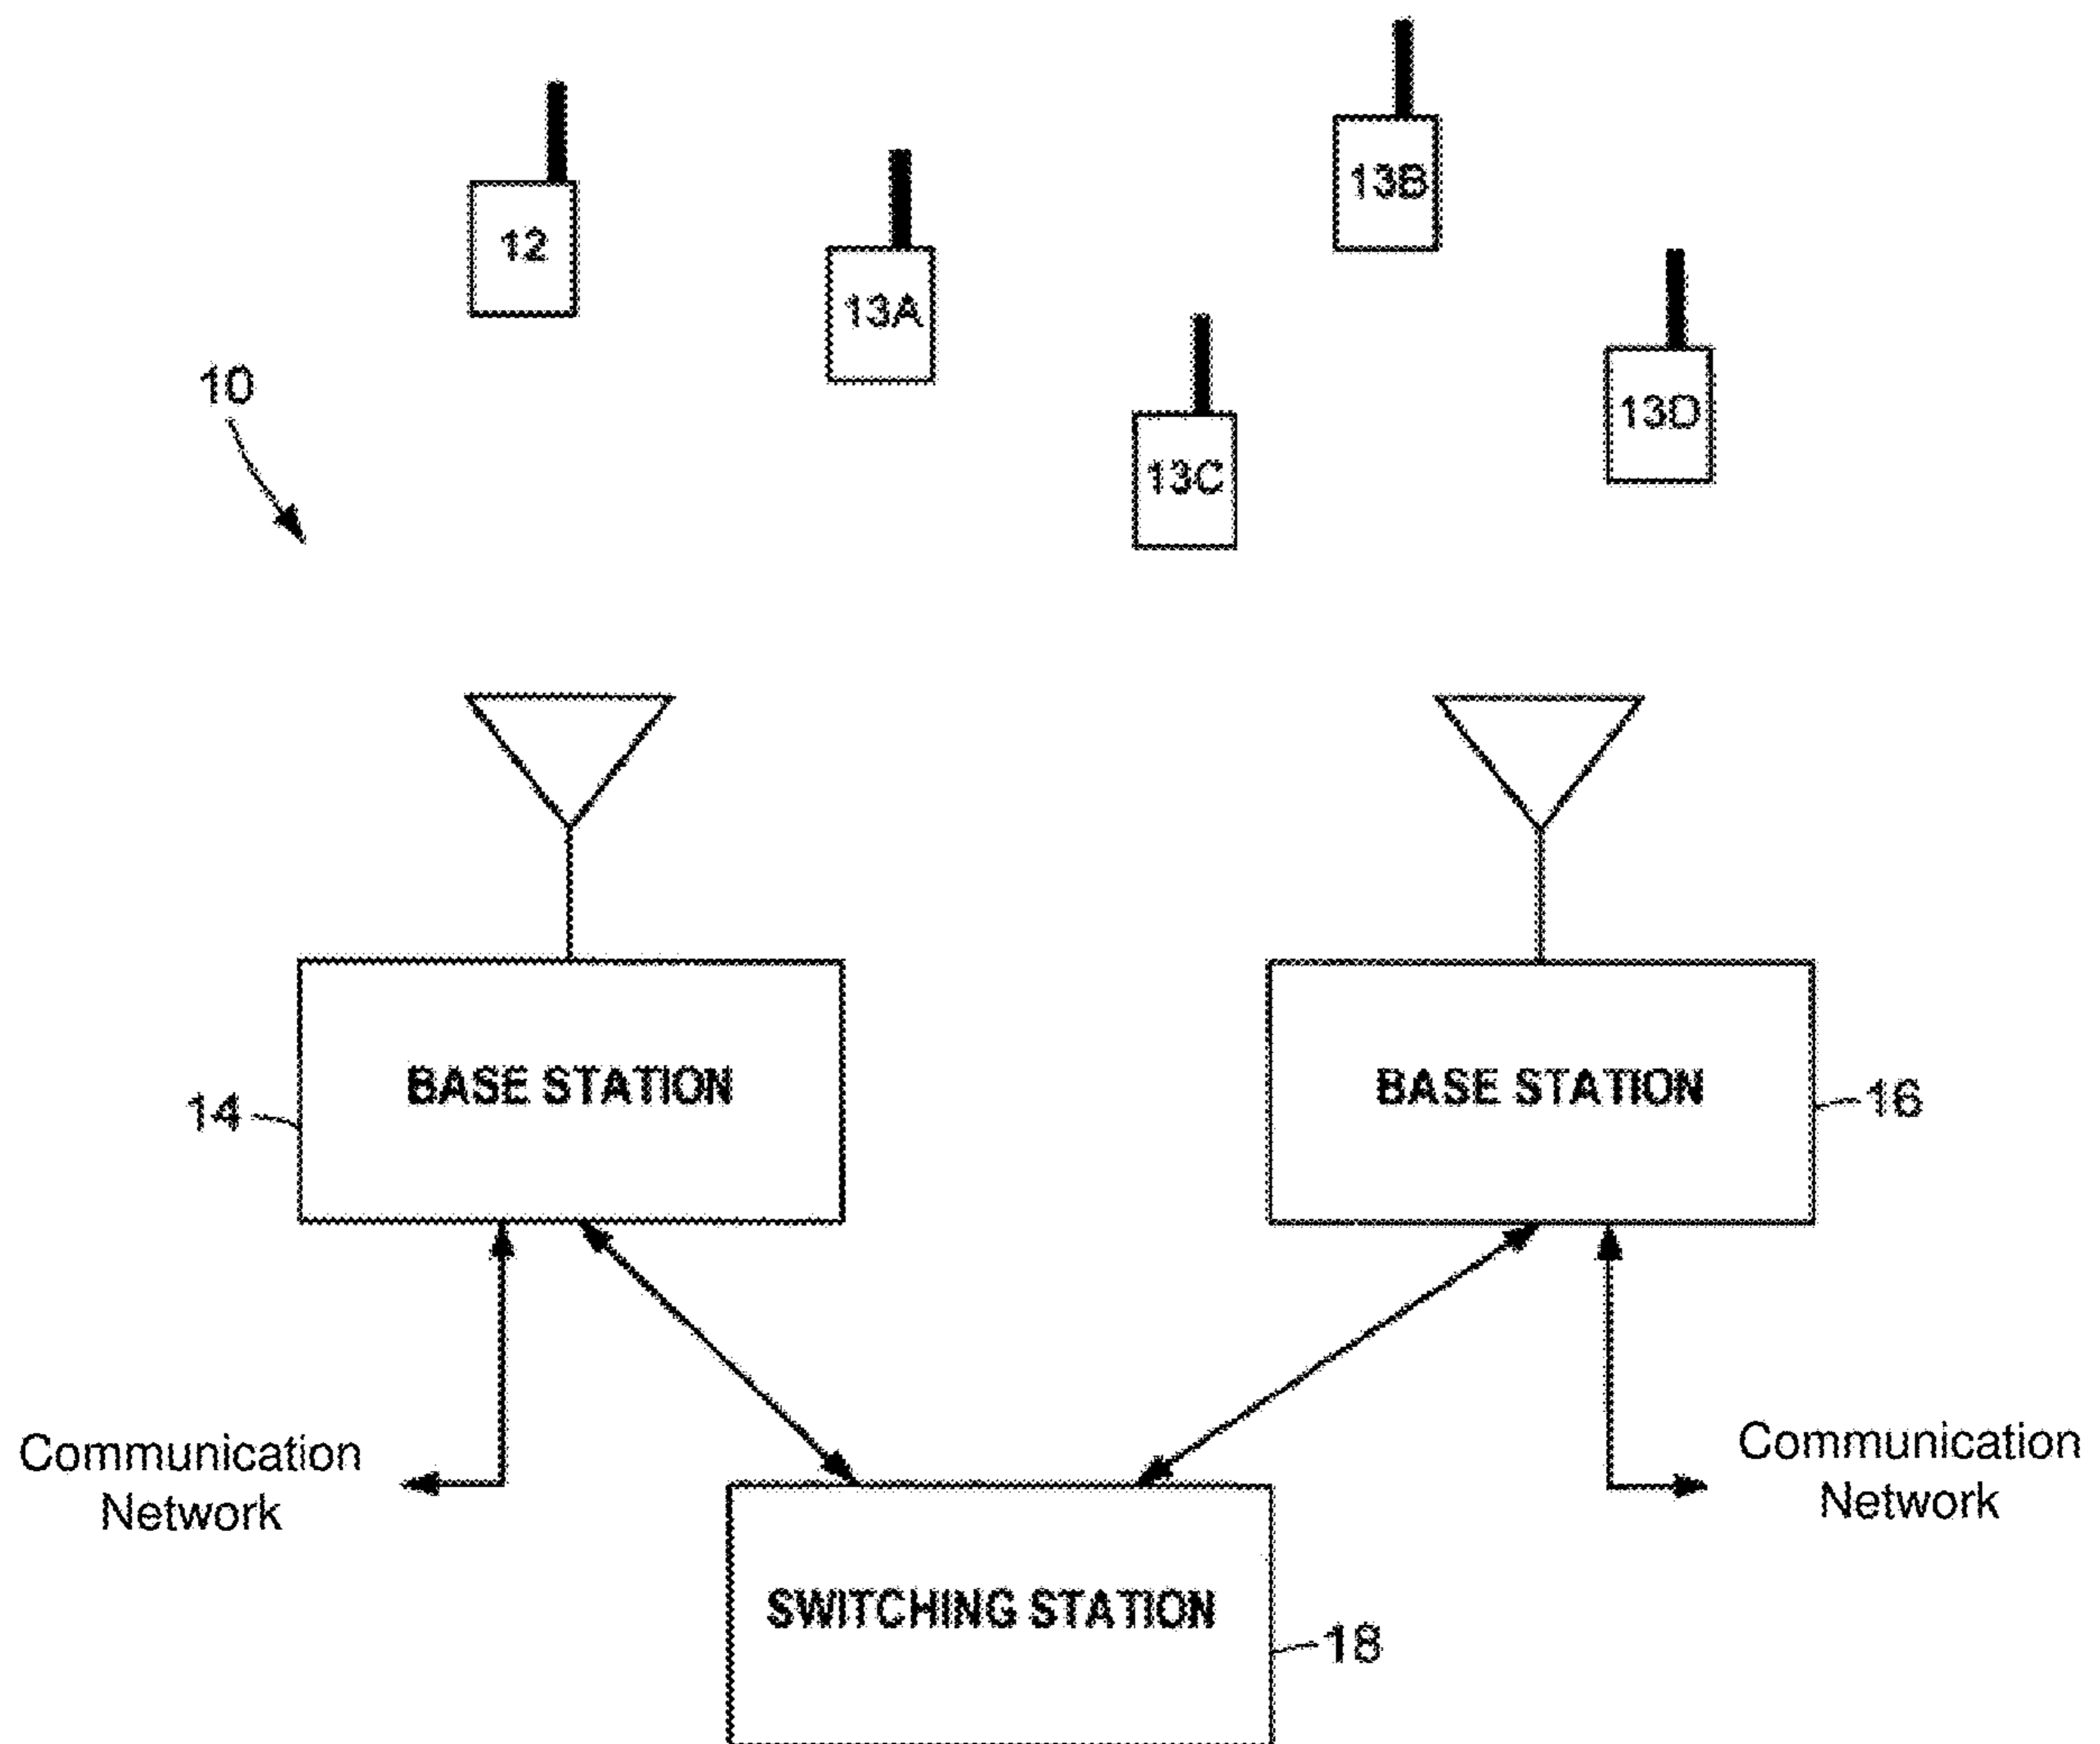 13B
12
13A
10
13D
13C
BASE STATION
BASE STATION
14
16
Communication
Network
Communication
Network
SWITCHING STATION
18